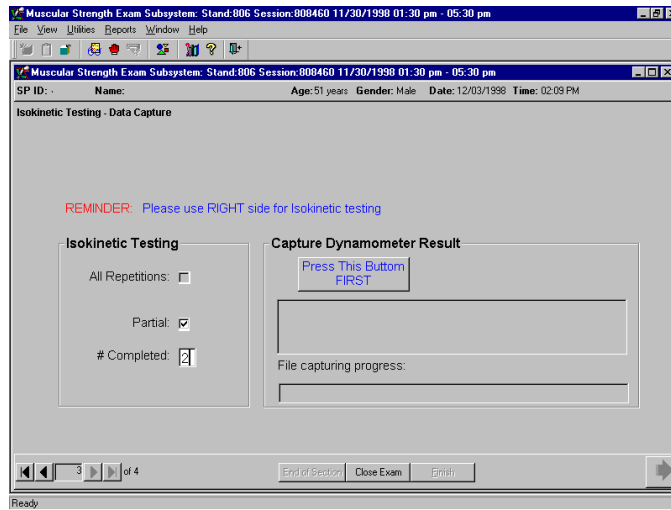 Muscular Strength Exam Subsystem: Stand:806 Session:808460 11/30/1998 01:30 pm - 05:30 pm
File View Utilities Reports Window Help
Muscular Strength Exam Subsystem: Stand:806 Session:808460 11/30/1998 01:30 pm - 05:30 pm
SP ID: Name: Age: 51 years Gender: Male Date: 12/03/1998 Time: 02:09 PM
Isokinetic Testing - Data Capture
REMINDER: Please use RIGHT side for Isokinetic testing
Isokinetic Testing
All Repetitions:
Partial:
# Completed: 2
Capture Dynamometer Result
Press This Buttom
FIRST
File capturing progress:
3 of 4
End of Section Close Exam Finish
Ready